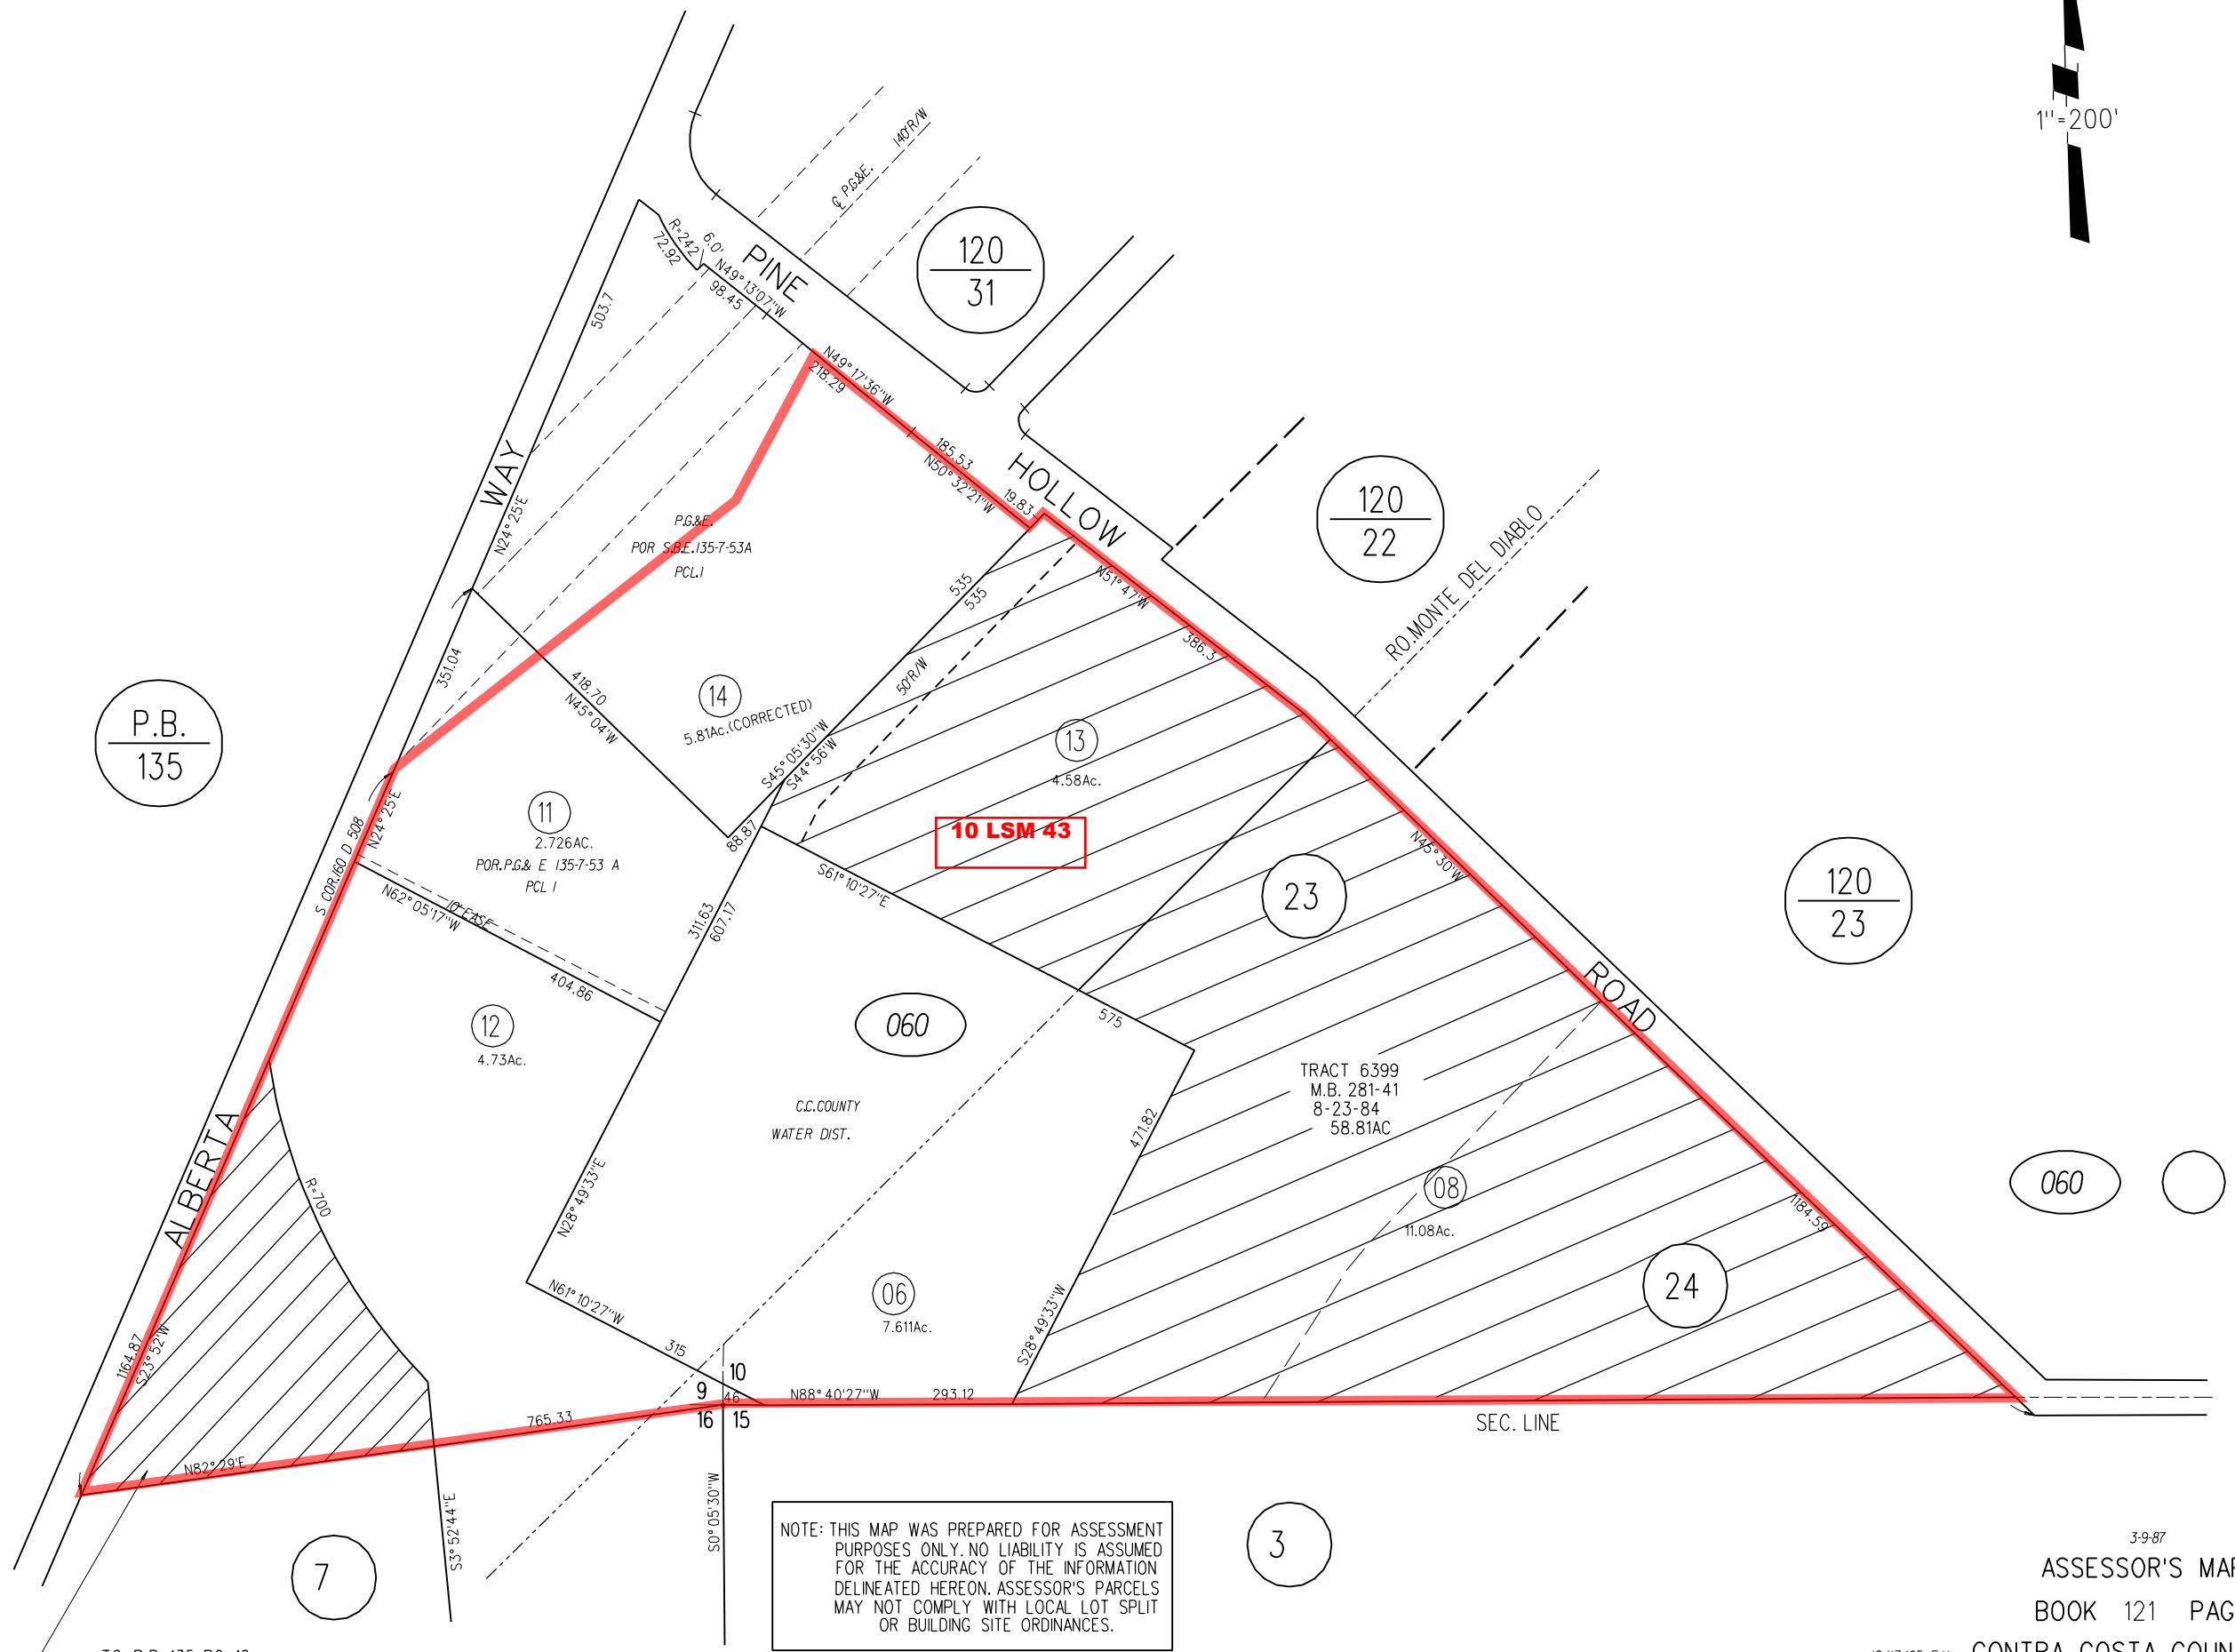 1"=200'
140'R/W
℄ P.G.&E.
120
31
PINE
R=242
72.92
6.0'
N49°13'07"W
98.45
503.7
N49°17'36"W
218.29
185.53
N50°32'21"W
19.83
HOLLOW
120
22
RO.MONTE DEL DIABLO
WAY
N24°25'E
P.G.&E.
POR S.B.E.135-7-53A
PCL.1
535
535
N51°47'W
386.3
50'R/W
351.04
418.70
N45°04'W
14
5.81Ac.(CORRECTED)
S45°05'30"W
S44°56'W
13
4.58Ac.
P.B.
135
11
2.726AC.
POR.P.G.& E 135-7-53 A
PCL 1
88.87
10 LSM 43
N24°25'E
S COR.160 D 508
S61°10'27"E
N45°30'W
23
120
23
10' EASE
N62°05'17"W
404.86
311.63
607.17
ROAD
12
4.73Ac.
060
575
C.C.COUNTY
WATER DIST.
TRACT 6399
M.B. 281-41
8-23-84
58.81AC
471.82
ALBERTA
R=700
N28°49'33"E
08
11.08Ac.
1184.59
060
24
06
7.611Ac.
N61°10'27"W
315
S28°49'33"W
1164.87
S23°52'W
10
9
46
16
15
N88°40'27"W
293.12
SEC. LINE
765.33
N82°29'E
S3°52'44"E
S0°05'30"W
7
3
NOTE: THIS MAP WAS PREPARED FOR ASSESSMENT
PURPOSES ONLY. NO LIABILITY IS ASSUMED
FOR THE ACCURACY OF THE INFORMATION
DELINEATED HEREON. ASSESSOR'S PARCELS
MAY NOT COMPLY WITH LOCAL LOT SPLIT
OR BUILDING SITE ORDINANCES.
3-9-87
ASSESSOR'S MAP
BOOK 121 PAG
CONTRA COSTA COUN